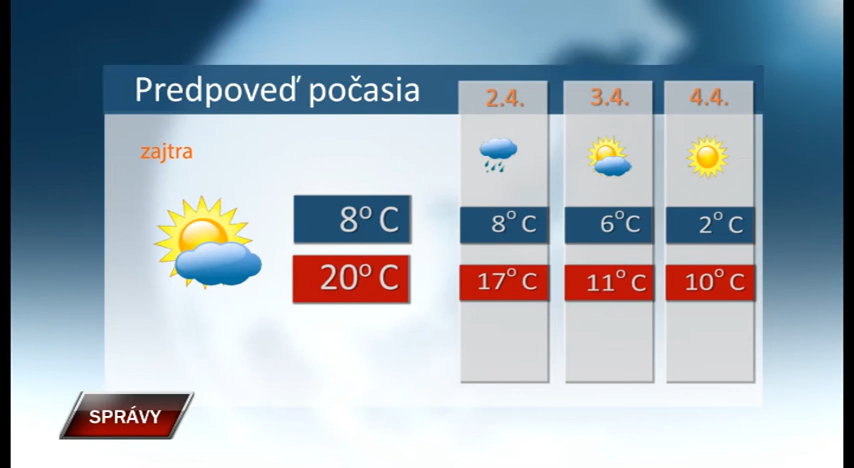 Predpoveď počasia
zajtra
8° C
20° C
2.4.
8° C
17° C
3.4.
6°C
11° C
4.4.
2° C
10° C
SPRÁVY